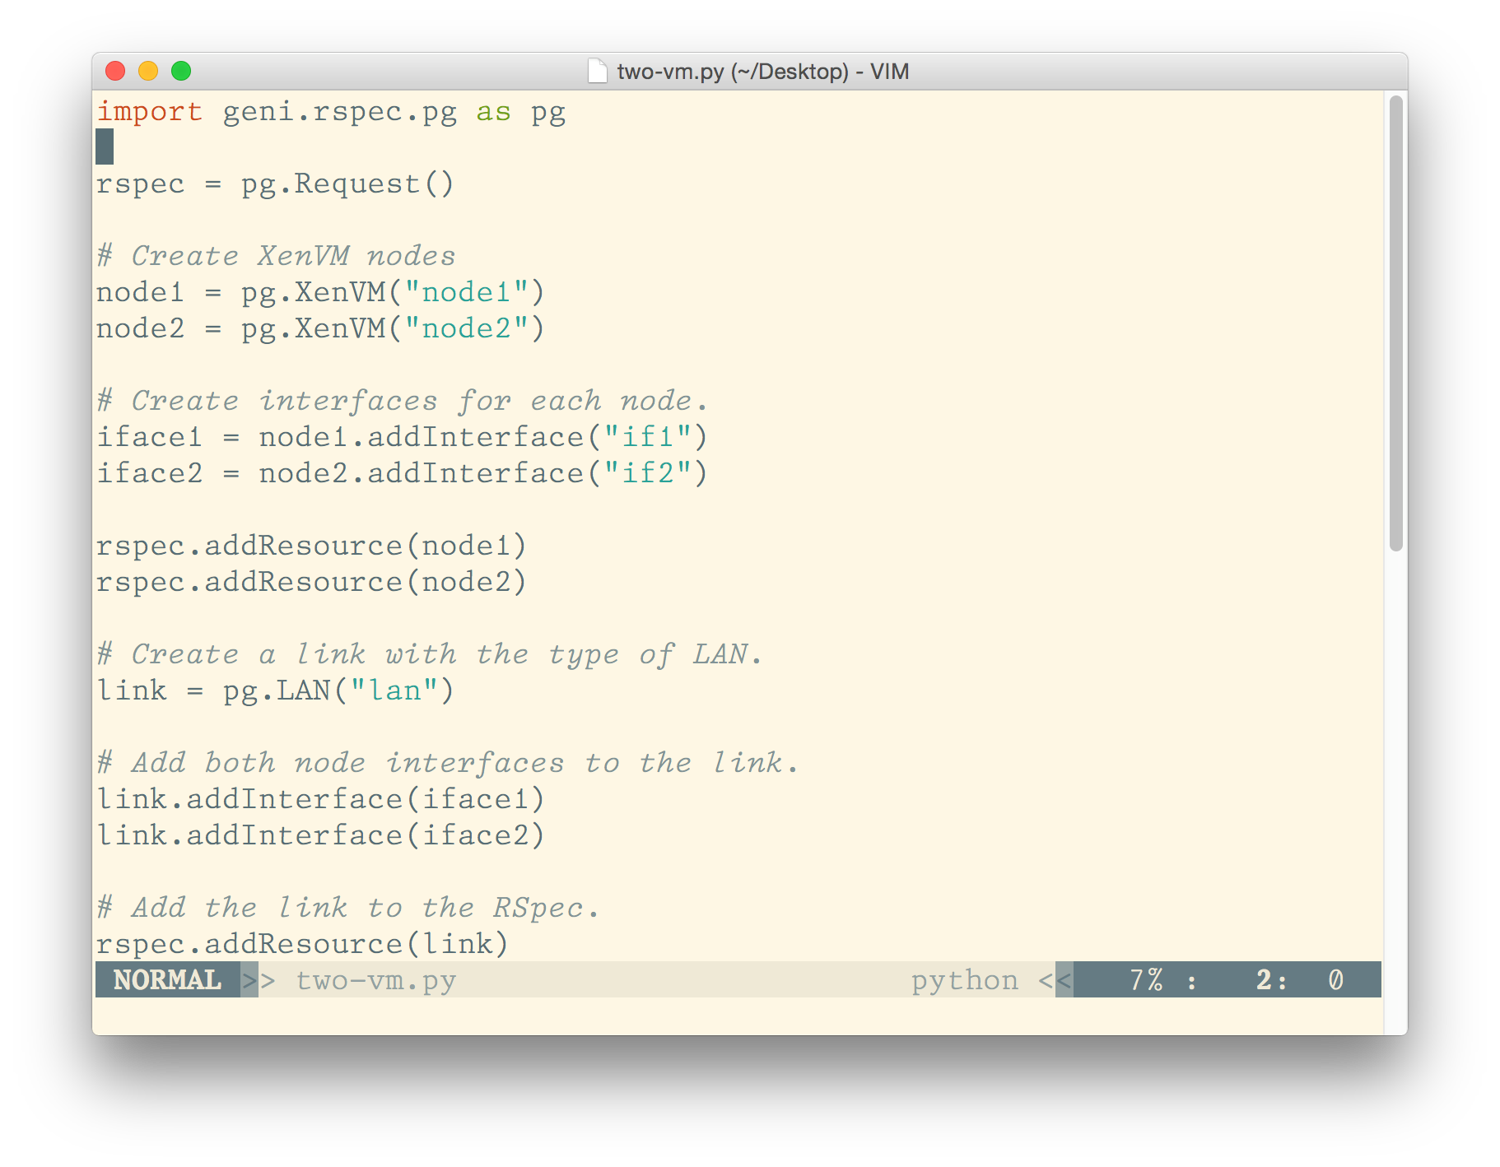 two-vm.py (~/Desktop) - VIM
import geni.rspec.pg as pg
rspec = pg.Request()
# Create XenVM nodes
node1 = pg.XenVM("node1")
node2 = pg.XenVM("node2")
# Create interfaces for each node.
iface1 = node1.addInterface("if1")
iface2 = node2.addInterface("if2")
rspec.addResource(node1)
rspec.addResource(node2)
# Create a link with the type of LAN.
link = pg.LAN("lan")
# Add both node interfaces to the link.
link.addInterface(iface1)
link.addInterface(iface2)
# Add the link to the RSpec.
rspec.addResource(link)
NORMAL >> two-vm.py python << 7% : 2: 0